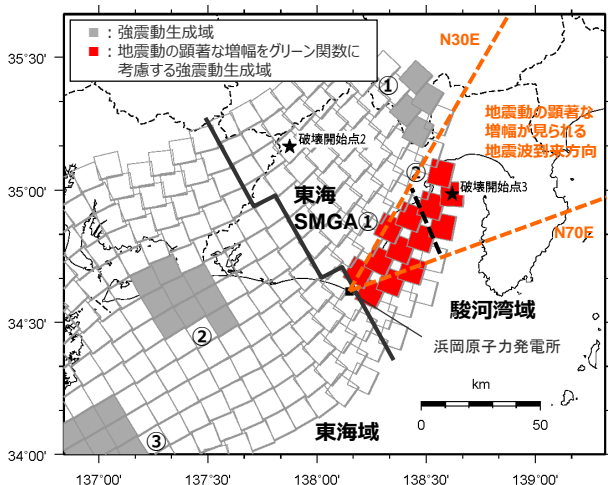 ■：強震動生成域
■：地震動の顕著な増幅をグリーン関数に
考慮する強震動生成域
N30E
地震動の顕著な
増幅が見られる
地震波到来方向
①
②
破壊開始点2
破壊開始点3
東海
SMGA①
N70E
駿河湾域
浜岡原子力発電所
②
東海域
③
km
0 50
35°30'
35°00'
34°30'
34°00'
137°00' 137°30' 138°00' 138°30' 139°00'